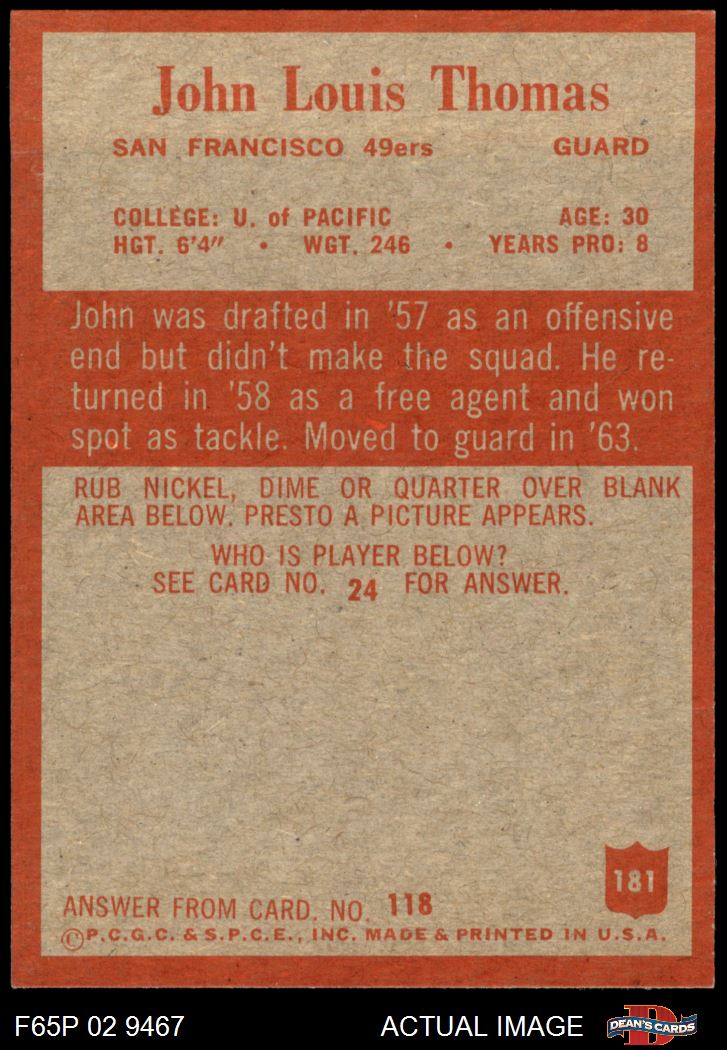 John Louis Thomas
SAN FRANCISCO 49ers GUARD
COLLEGE: U. of PACIFIC AGE: 30
HGT. 6'4" • WGT. 246 • YEARS PRO: 8
John was drafted in '57 as an offensive
end but didn't make the squad. He re-
turned in '58 as a free agent and won
spot as tackle. Moved to guard in '63.
RUB NICKEL, DIME OR QUARTER OVER BLANK
AREA BELOW. PRESTO A PICTURE APPEARS.
WHO IS PLAYER BELOW?
SEE CARD NO. 24 FOR ANSWER.
181
ANSWER FROM CARD. NO. 118
©P.C.G.C. & S.P.C.E., INC. MADE & PRINTED IN U.S.A.
F65P 02 9467 ACTUAL IMAGE DEAN'S CARDS